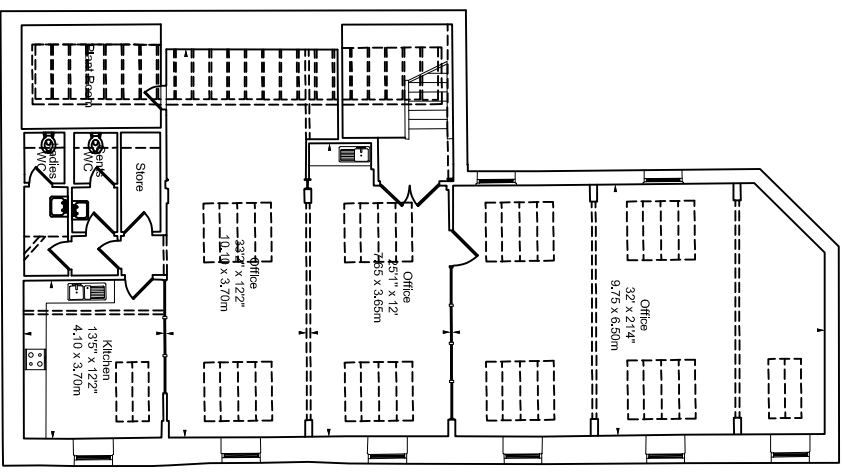 Plant Room
Ladies
WC
Gents
WC
Store
Office
33'2" x 12'2"
10.10 x 3.70m
Office
25'1" x 12'
7.65 x 3.65m
Office
32' x 21'4"
9.75 x 6.50m
Kitchen
13'5" x 12'2"
4.10 x 3.70m